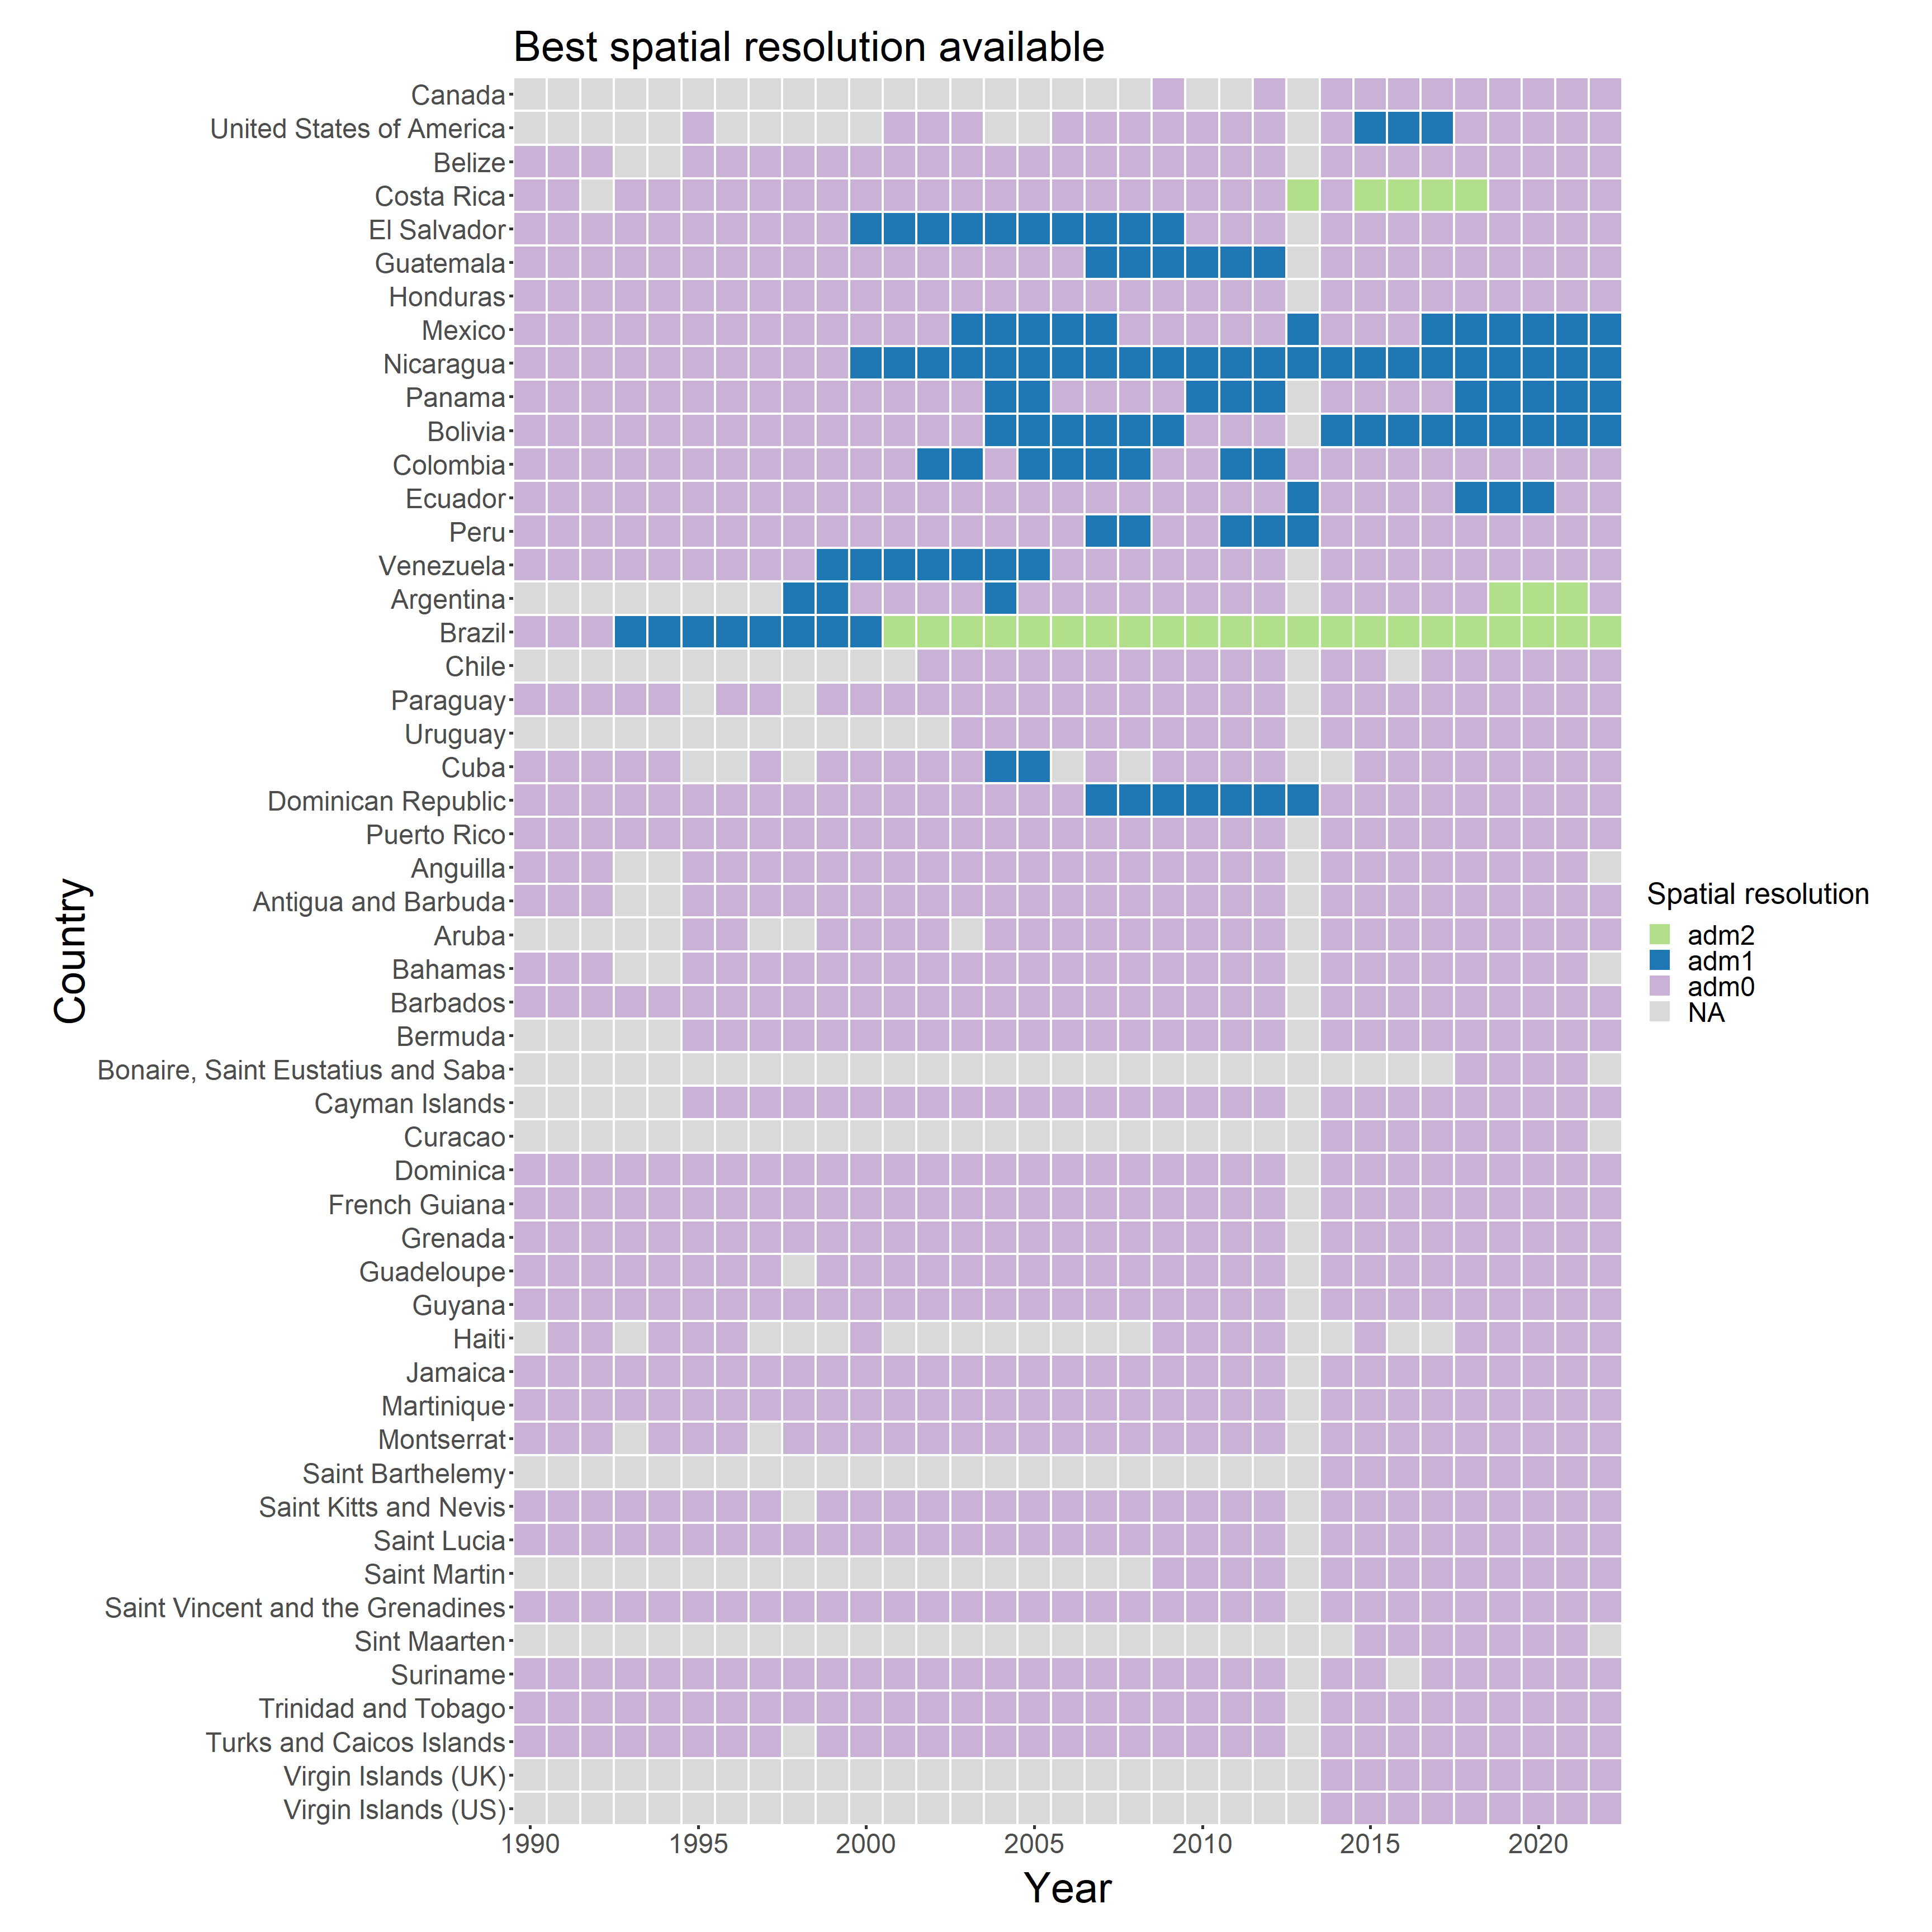 Best spatial resolution available
Country
Canada
United States of America
Belize
Costa Rica
El Salvador
Guatemala
Honduras
Mexico
Nicaragua
Panama
Bolivia
Colombia
Ecuador
Peru
Venezuela
Argentina
Brazil
Chile
Paraguay
Uruguay
Cuba
Dominican Republic
Puerto Rico
Anguilla
Antigua and Barbuda
Aruba
Bahamas
Barbados
Bermuda
Bonaire, Saint Eustatius and Saba
Cayman Islands
Curacao
Dominica
French Guiana
Grenada
Guadeloupe
Guyana
Haiti
Jamaica
Martinique
Montserrat
Saint Barthelemy
Saint Kitts and Nevis
Saint Lucia
Saint Martin
Saint Vincent and the Grenadines
Sint Maarten
Suriname
Trinidad and Tobago
Turks and Caicos Islands
Virgin Islands (UK)
Virgin Islands (US)
1990 1995 2000 2005 2010 2015 2020
Year
Spatial resolution
adm2
adm1
adm0
NA